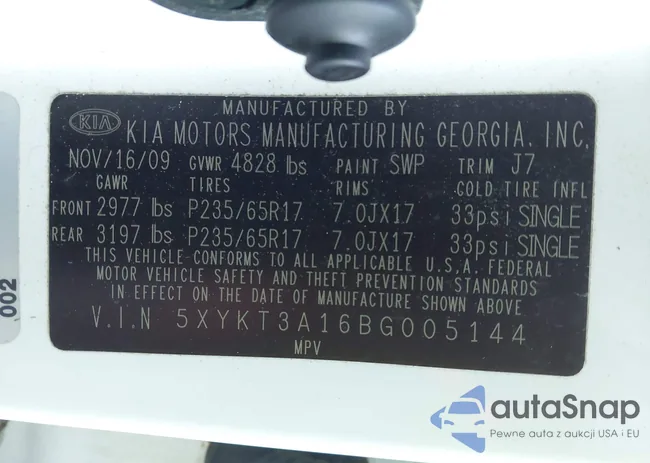 MANUFACTURED BY
KIA KIA MOTORS MANUFACTURING GEORGIA, INC,
NOV/16/09 GVWR 4828 lbs PAINT SWP TRIM J7
GAWR TIRES RIMS COLD TIRE INFL
FRONT 2977 lbs P235/65R17 7.0JX17 33psi SINGLE
REAR 3197 lbs P235/65R17 7.0JX17 33psi SINGLE
THIS VEHICLE CONFORMS TO ALL APPLICABLE U.S.A. FEDERAL
MOTOR VEHICLE SAFETY AND THEFT PREVENTION STANDARDS
IN EFFECT ON THE DATE OF MANUFACTURE SHOWN ABOVE
V.I.N 5XYKT3A16BG005144
MPV
002
autaSnap
Pewne auta z aukcji USA i EU